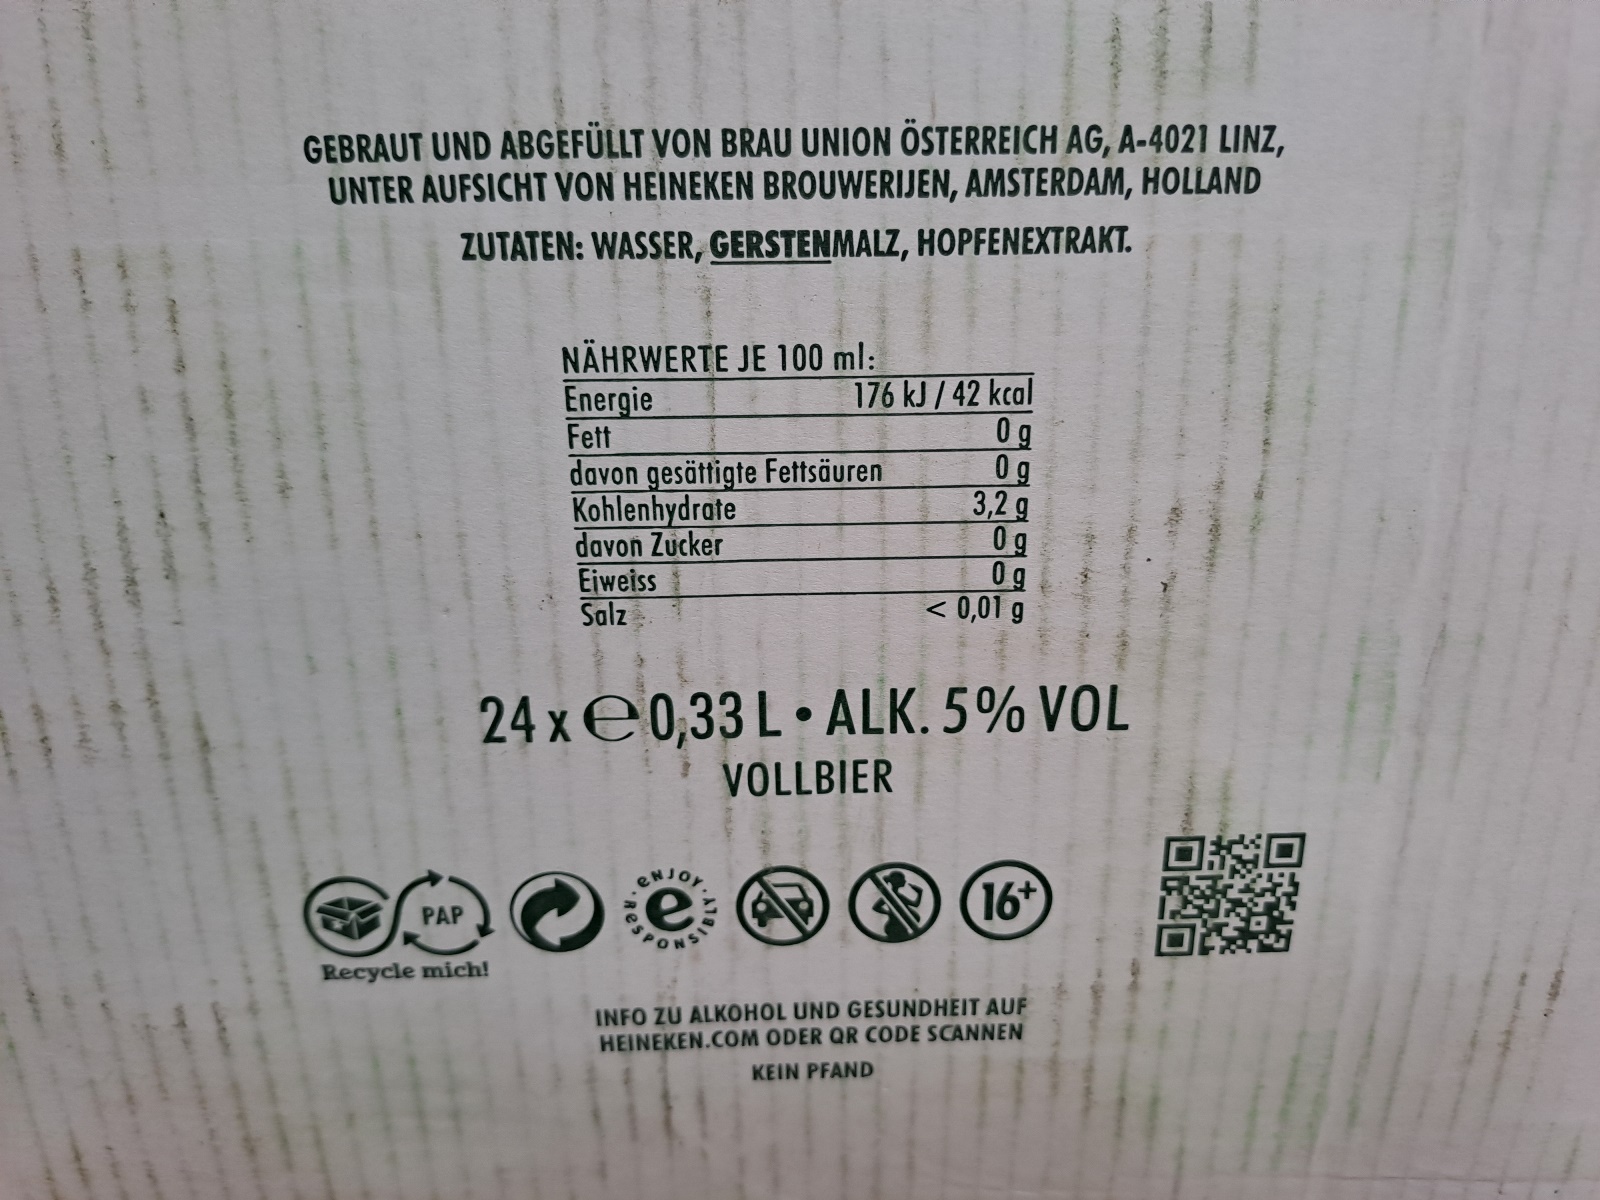 GEBRAUT UND ABGEFÜLLT VON BRAU UNION ÖSTERREICH AG, A-4021 LINZ,
UNTER AUFSICHT VON HEINEKEN BROUWERIJEN, AMSTERDAM, HOLLAND
ZUTATEN: WASSER, GERSTENMALZ, HOPFENEXTRAKT.
NÄHRWERTE JE 100 ml:
Energie 176 kJ / 42 kcal
Fett 0 g
davon gesättigte Fettsäuren 0 g
Kohlenhydrate 3,2 g
davon Zucker 0 g
Eiweiss 0 g
Salz < 0,01 g
24 x ℮ 0,33 L • ALK. 5% VOL
VOLLBIER
PAP
Recycle mich!
ENJOY · RESPONSIBLY ·
e
16+
INFO ZU ALKOHOL UND GESUNDHEIT AUF
HEINEKEN.COM ODER QR CODE SCANNEN
KEIN PFAND